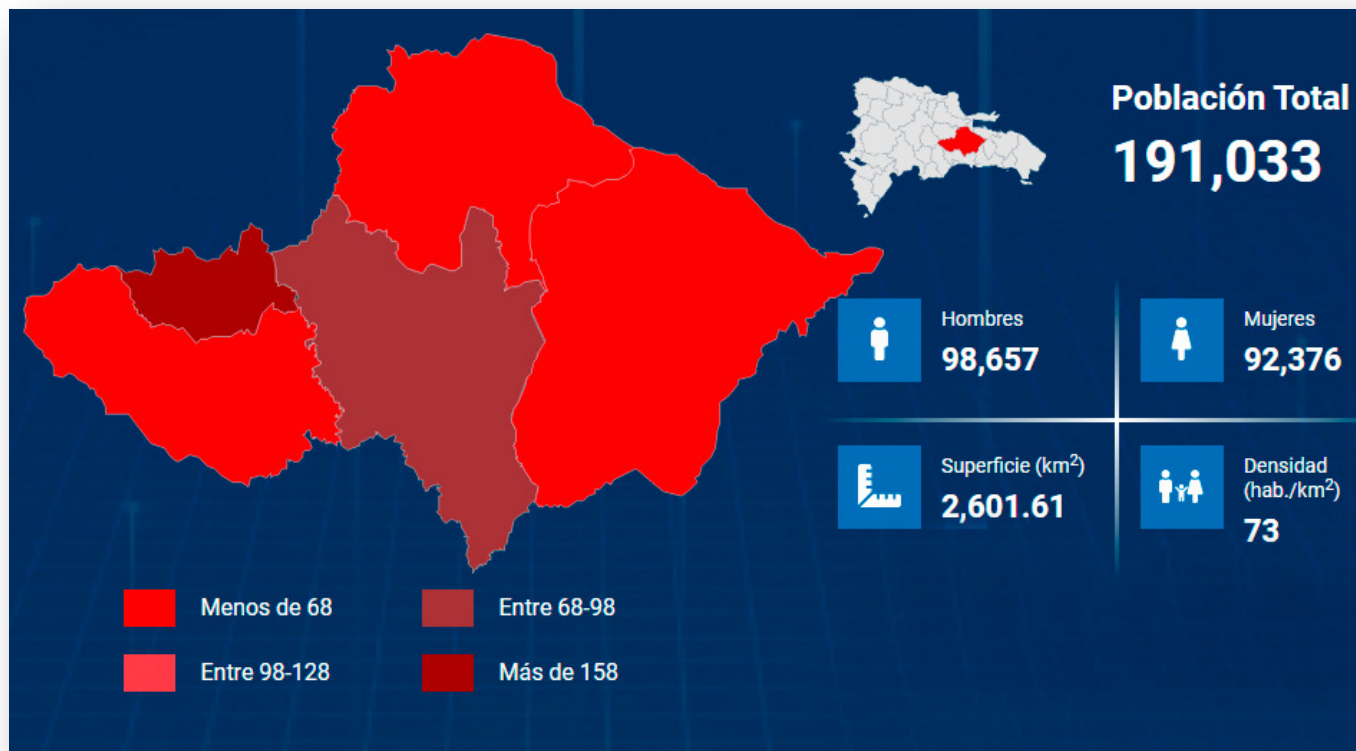 Población Total
191,033
Hombres
98,657
Mujeres
92,376
Superficie (km²)
2,601.61
Densidad
(hab./km²)
73
Menos de 68
Entre 68-98
Entre 98-128
Más de 158